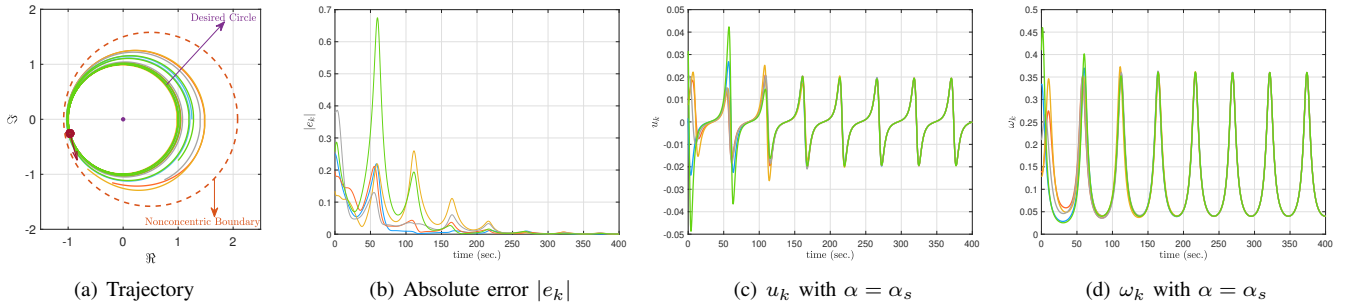 2
1
0
-1
-2
ℑ
-1
0
1
2
ℜ
Desired Circle
Nonconcentric Boundary
(a) Trajectory
0.7
0.6
0.5
0.4
0.3
0.2
0.1
0
|e_k|
0 50 100 150 200 250 300 350 400
time (sec.)
(b) Absolute error |e_k|
0.05
0.04
0.03
0.02
0.01
0
-0.01
-0.02
-0.03
-0.04
-0.05
u_k
0 50 100 150 200 250 300 350 400
time (sec.)
(c) u_k with α = α_s
0.5
0.45
0.4
0.35
0.3
0.25
0.2
0.15
0.1
0.05
0
ω_k
0 50 100 150 200 250 300 350 400
time (sec.)
(d) ω_k with α = α_s